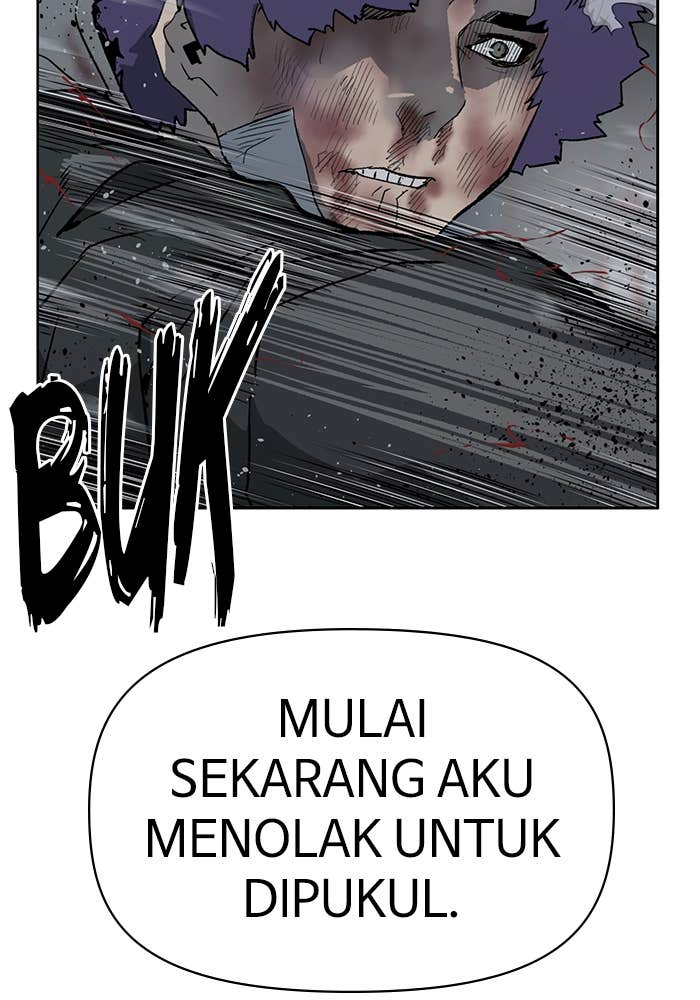 BUK
MULAI
SEKARANG AKU
MENOLAK UNTUK
DIPUKUL.